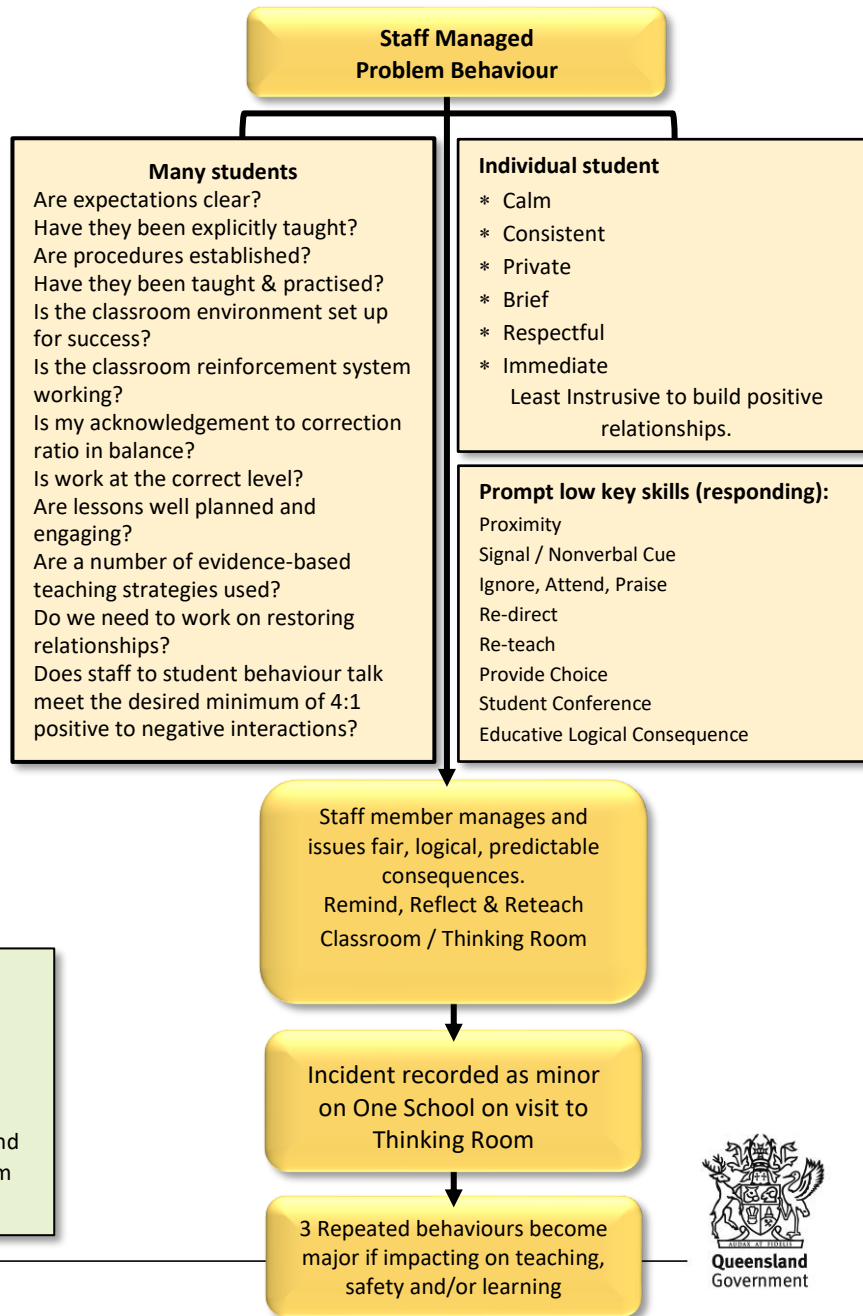 Staff Managed
Problem Behaviour
Many students
Are expectations clear?
Have they been explicitly taught?
Are procedures established?
Have they been taught & practised?
Is the classroom environment set up
for success?
Is the classroom reinforcement system
working?
Is my acknowledgement to correction
ratio in balance?
Is work at the correct level?
Are lessons well planned and
engaging?
Are a number of evidence-based
teaching strategies used?
Do we need to work on restoring
relationships?
Does staff to student behaviour talk
meet the desired minimum of 4:1
positive to negative interactions?
Individual student
* Calm
* Consistent
* Private
* Brief
* Respectful
* Immediate
Least Instrusive to build positive
relationships.
Prompt low key skills (responding):
Proximity
Signal / Nonverbal Cue
Ignore, Attend, Praise
Re-direct
Re-teach
Provide Choice
Student Conference
Educative Logical Consequence
Staff member manages and
issues fair, logical, predictable
consequences.
Remind, Reflect & Reteach
Classroom / Thinking Room
Incident recorded as minor
on One School on visit to
Thinking Room
3 Repeated behaviours become
major if impacting on teaching,
safety and/or learning
AUDAX AT FIDELIS
Queensland
Government